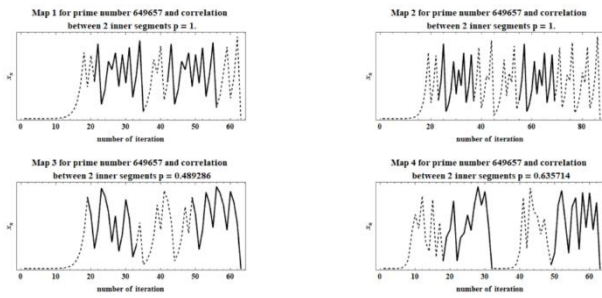 Map 1 for prime number 649657 and correlation
between 2 inner segments p = 1.
x_n
0 10 20 30 40 50 60
number of iteration
Map 2 for prime number 649657 and correlation
between 2 inner segments p = 1.
x_n
0 20 40 60 80
number of iteration
Map 3 for prime number 649657 and correlation
between 2 inner segments p = 0.489286
x_n
0 10 20 30 40 50 60
number of iteration
Map 4 for prime number 649657 and correlation
between 2 inner segments p = 0.635714
x_n
0 10 20 30 40 50 60
number of iteration